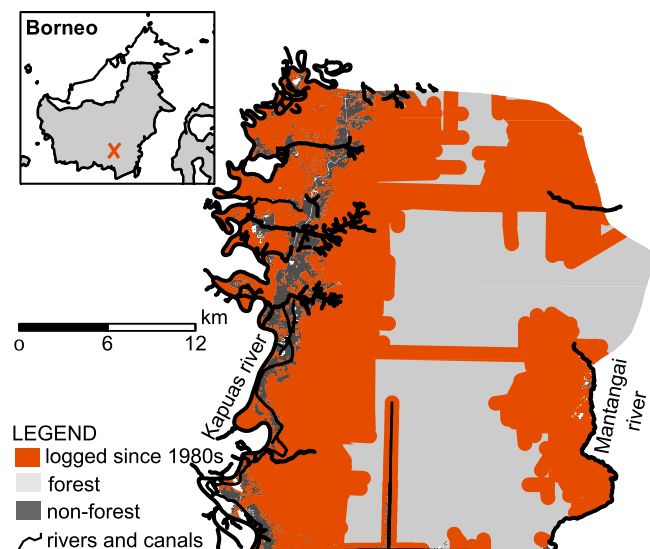 Borneo
km
0 6 12
Kapuas river
Mantangai
river
LEGEND
logged since 1980s
forest
non-forest
rivers and canals